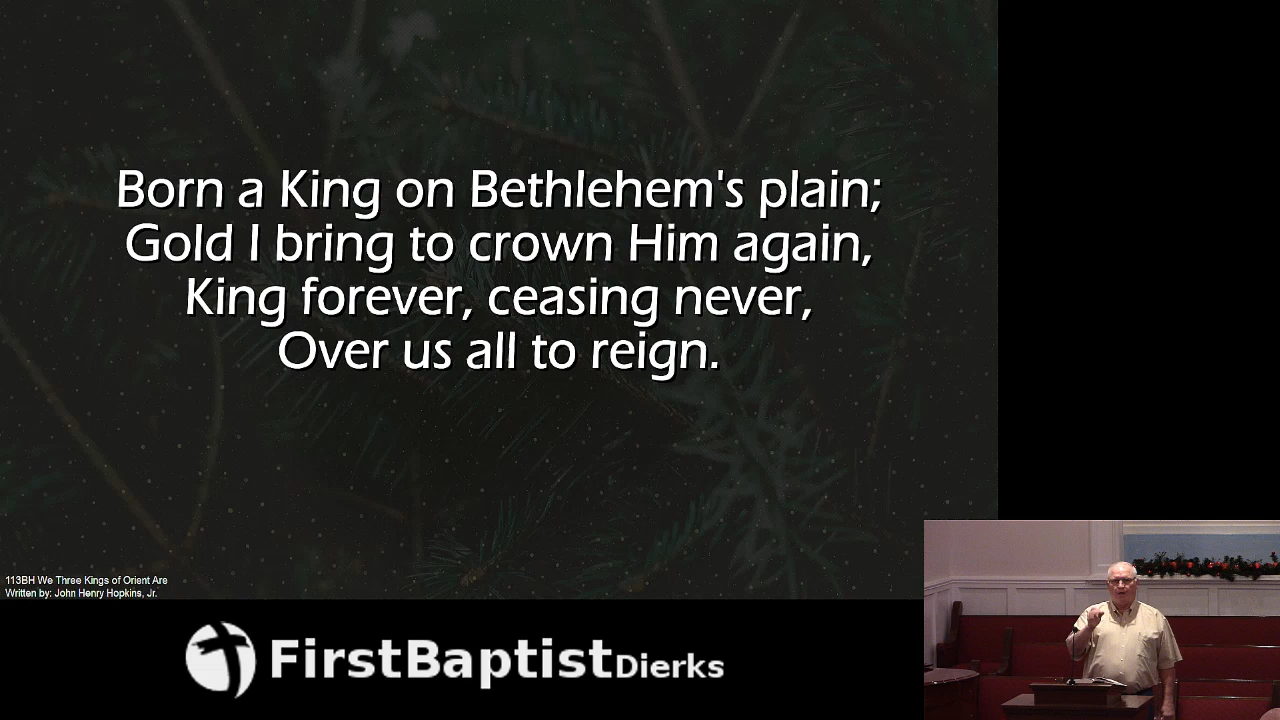 Born a King on Bethlehem's plain;
Gold I bring to crown Him again,
King forever, ceasing never,
Over us all to reign.
113BH We Three Kings of Orient Are
Written by: John Henry Hopkins, Jr.
FirstBaptistDierks